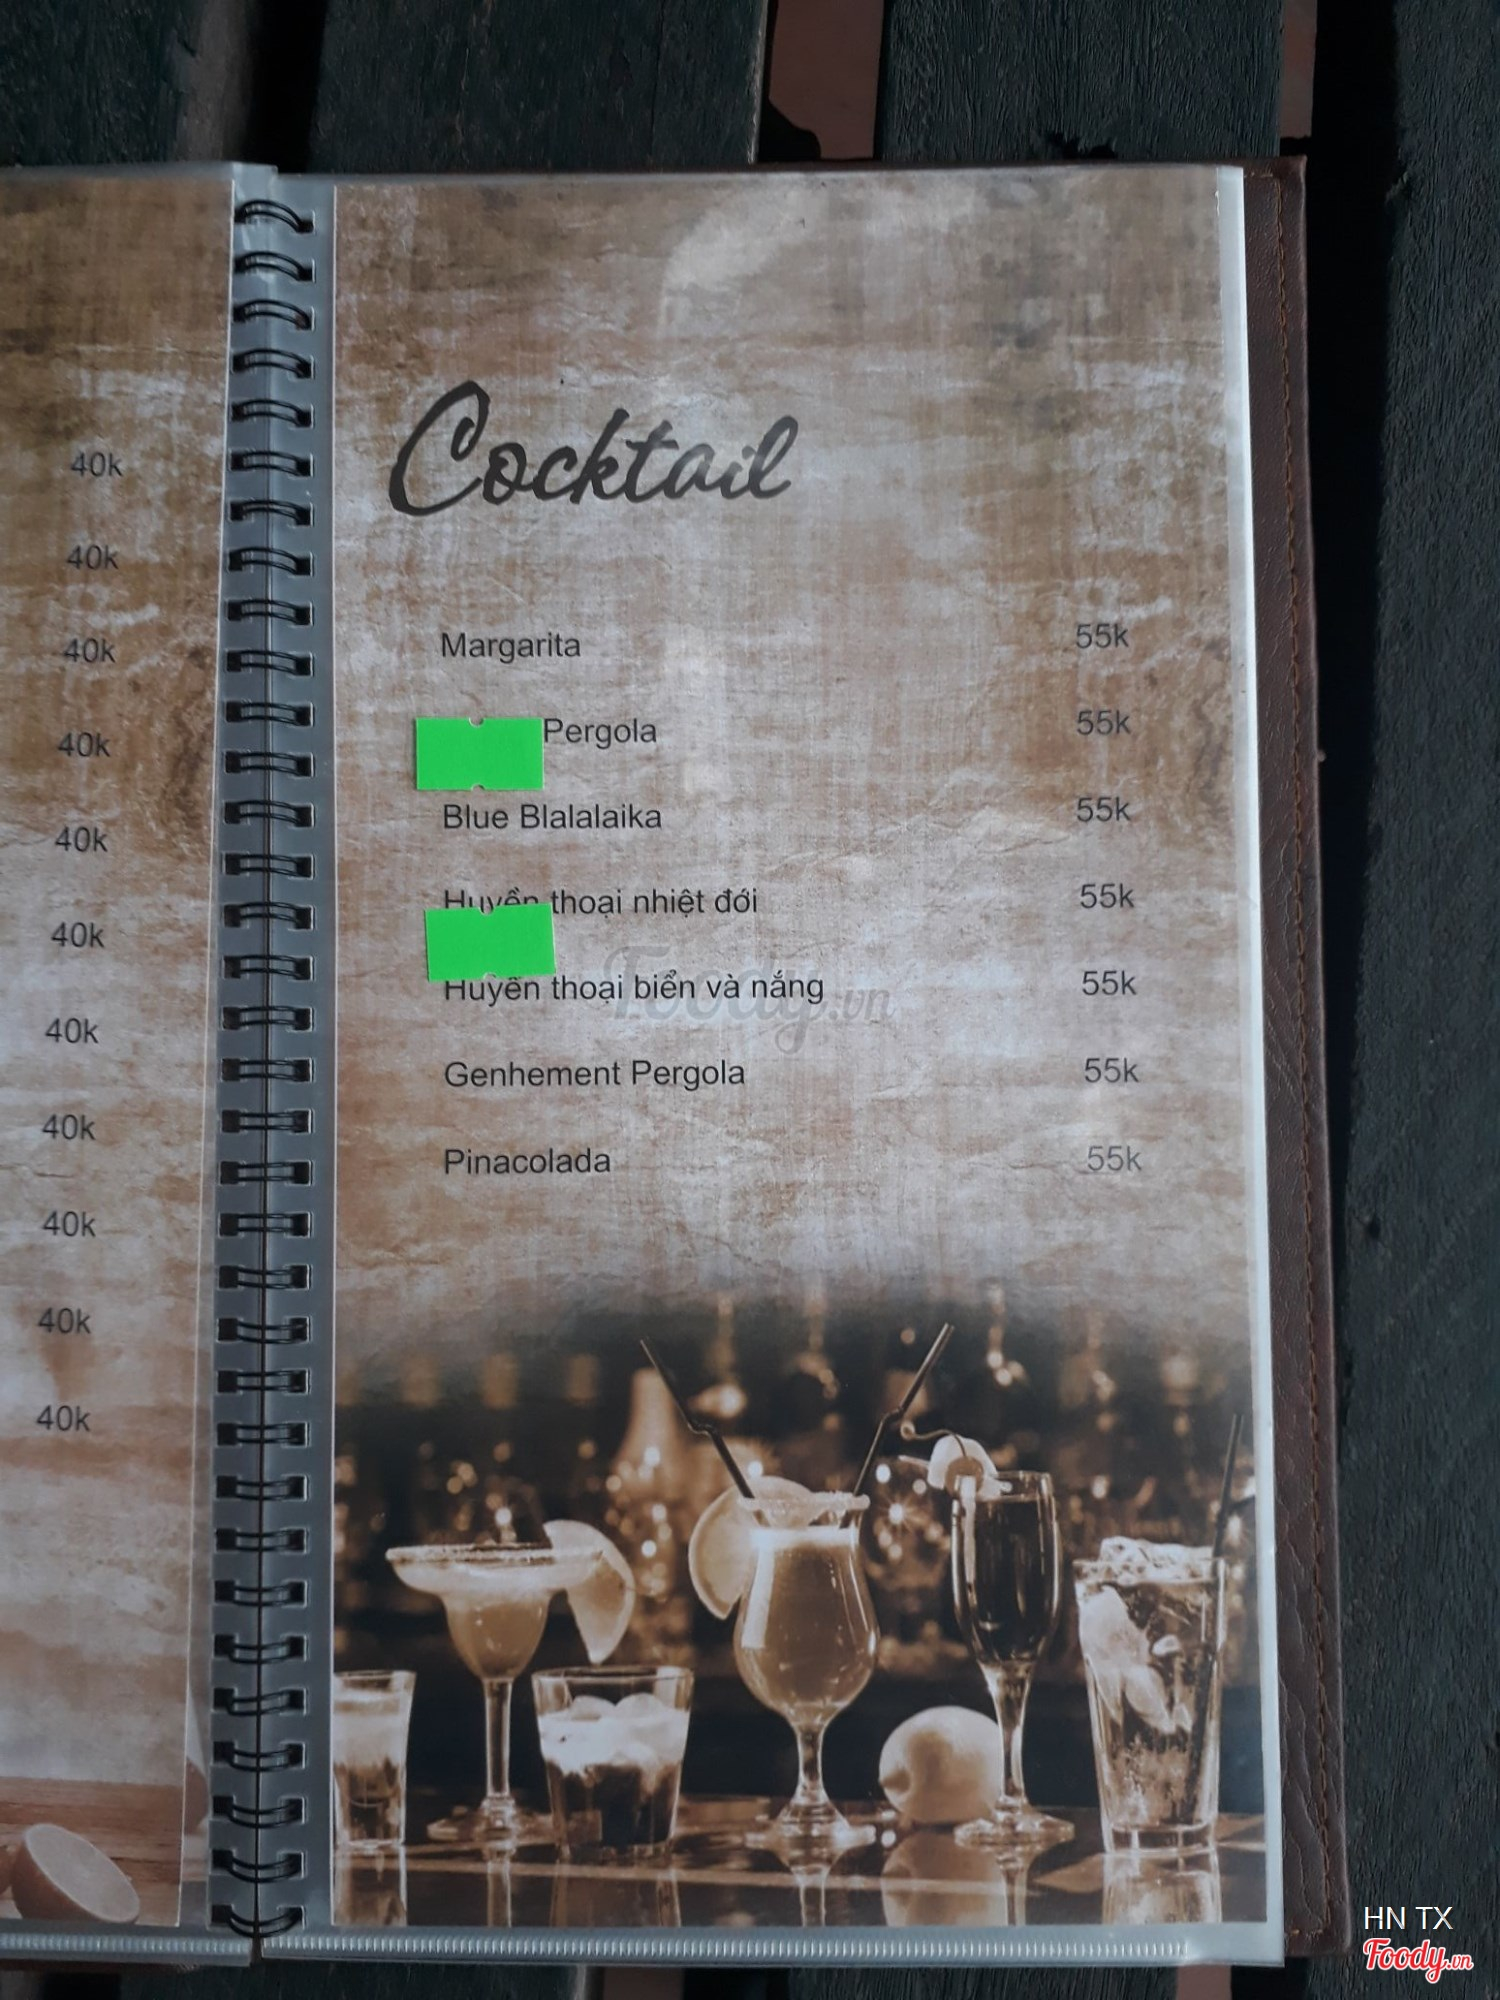 40k
40k
40k
40k
40k
40k
40k
40k
40k
40k
40k
Cocktail
Margarita 55k
Pergola 55k
Blue Blalalaika 55k
Huyền thoại nhiệt đới 55k
Huyền thoại biển và nắng 55k
Genhement Pergola 55k
Pinacolada 55k
Foody.vn
HN TX
Foody.vn